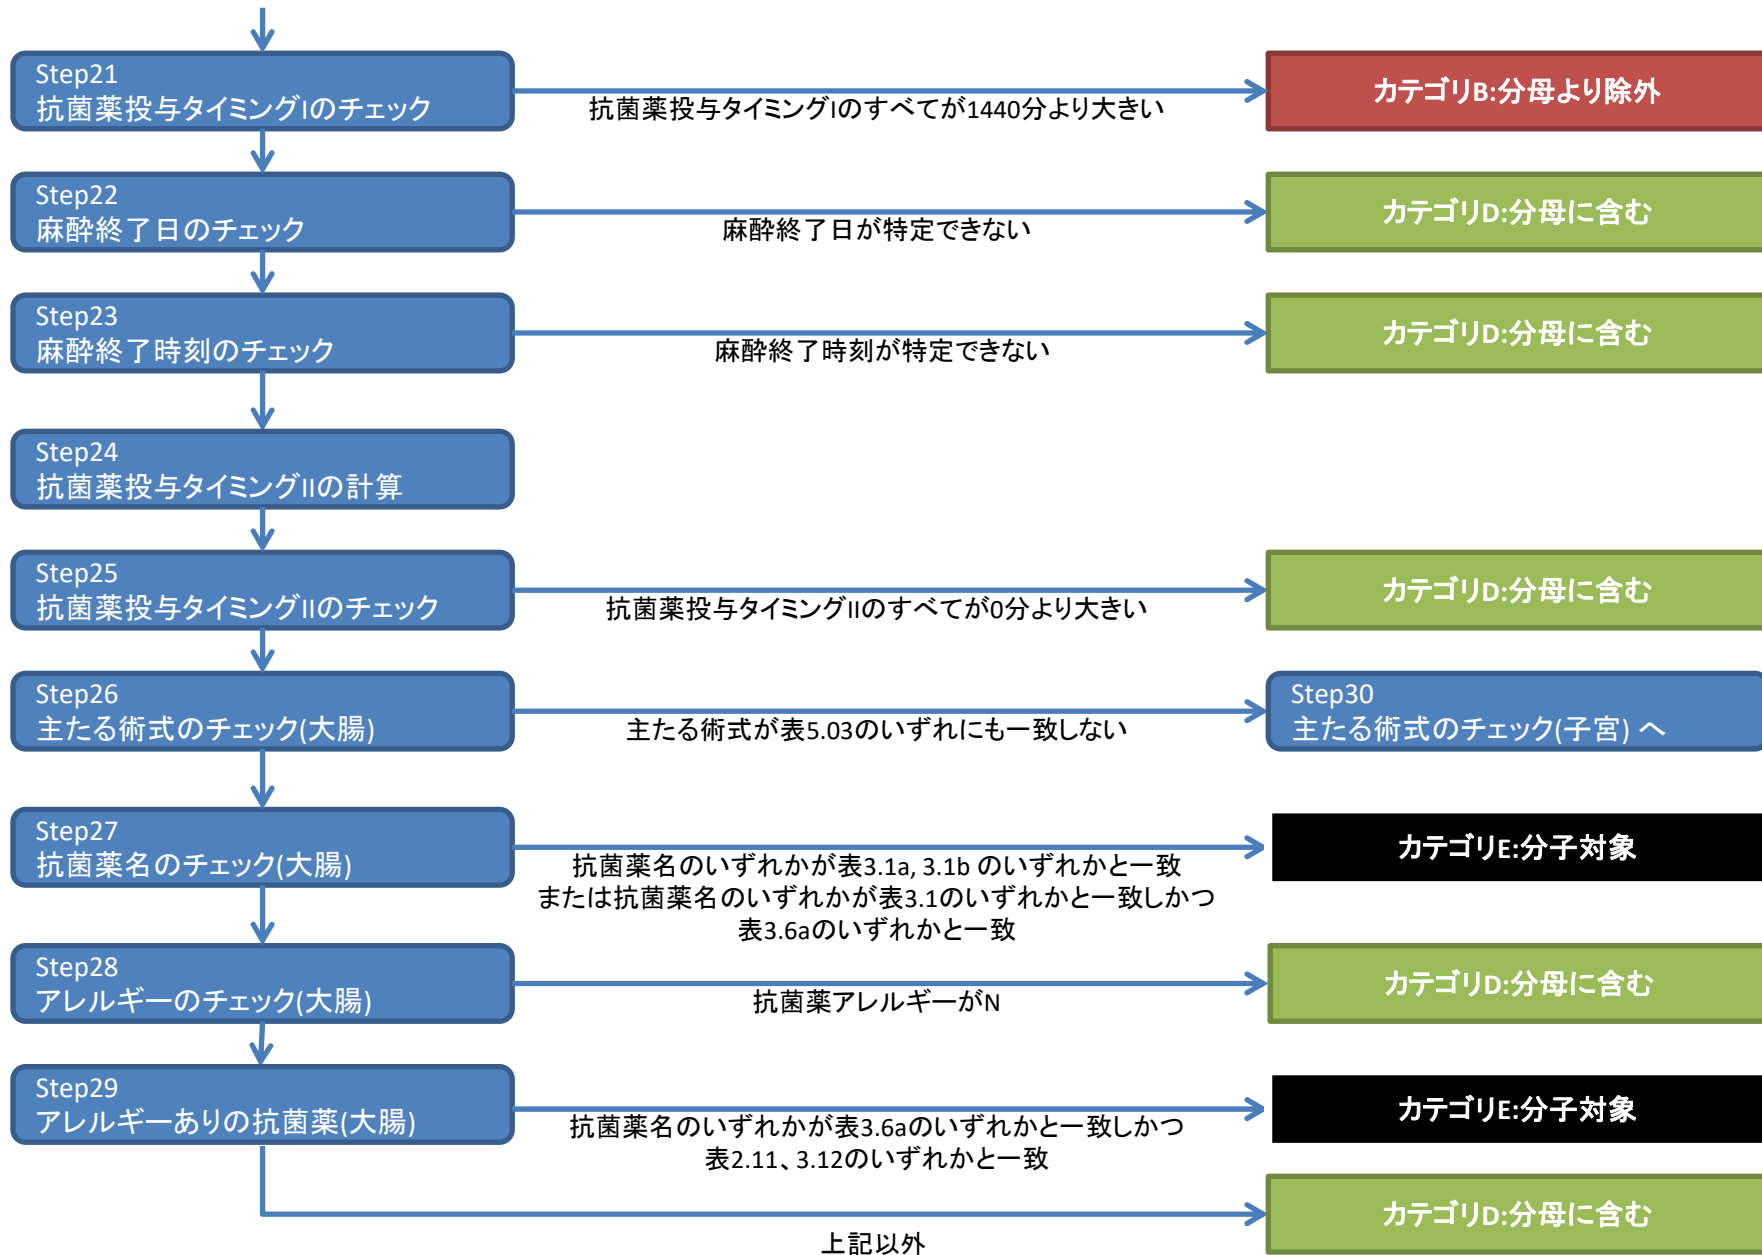 Step21
抗菌薬投与タイミングIのチェック
抗菌薬投与タイミングIのすべてが1440分より大きい
カテゴリB:分母より除外
Step22
麻酔終了日のチェック
麻酔終了日が特定できない
カテゴリD:分母に含む
Step23
麻酔終了時刻のチェック
麻酔終了時刻が特定できない
カテゴリD:分母に含む
Step24
抗菌薬投与タイミングIIの計算
Step25
抗菌薬投与タイミングIIのチェック
抗菌薬投与タイミングIIのすべてが0分より大きい
カテゴリD:分母に含む
Step26
主たる術式のチェック(大腸)
主たる術式が表5.03のいずれにも一致しない
Step30
主たる術式のチェック(子宮) へ
Step27
抗菌薬名のチェック(大腸)
抗菌薬名のいずれかが表3.1a, 3.1b のいずれかと一致
または抗菌薬名のいずれかが表3.1のいずれかと一致しかつ
表3.6aのいずれかと一致
カテゴリE:分子対象
Step28
アレルギーのチェック(大腸)
抗菌薬アレルギーがN
カテゴリD:分母に含む
Step29
アレルギーありの抗菌薬(大腸)
抗菌薬名のいずれかが表3.6aのいずれかと一致しかつ
表2.11、3.12のいずれかと一致
カテゴリE:分子対象
上記以外
カテゴリD:分母に含む